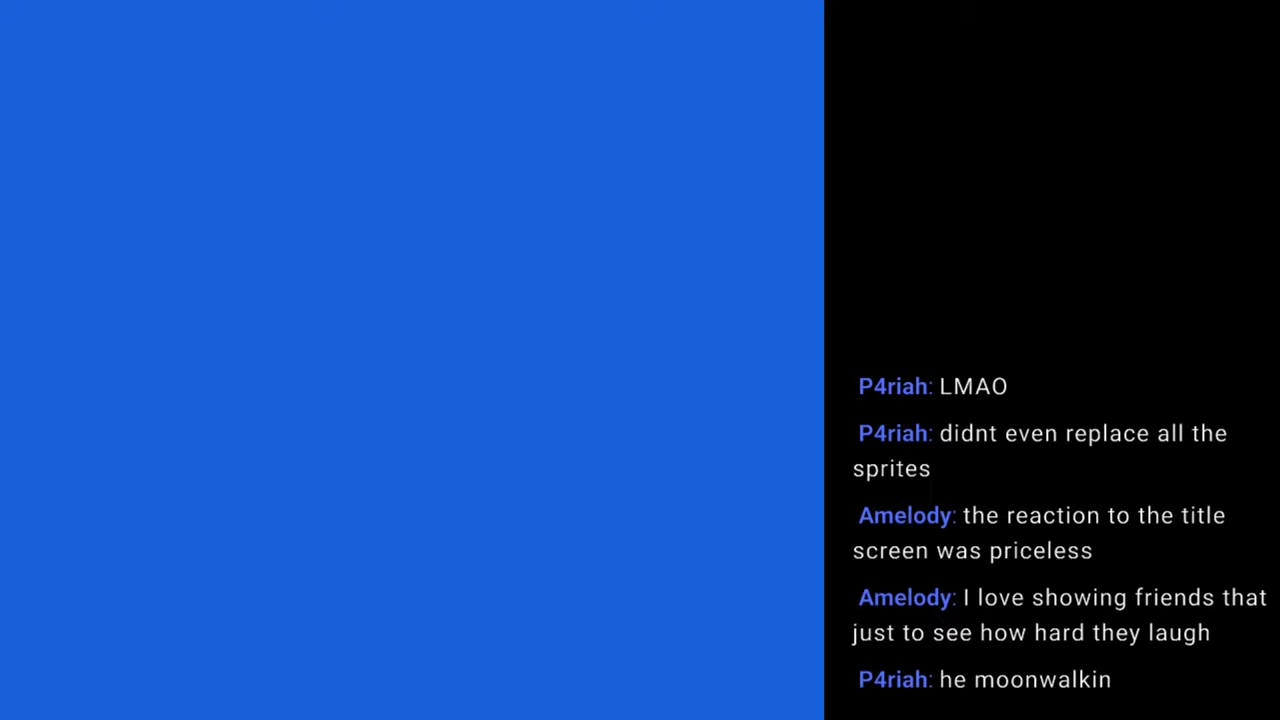 P4riah: LMAO
P4riah: didnt even replace all the
sprites
Amelody: the reaction to the title
screen was priceless
Amelody: I love showing friends that
just to see how hard they laugh
P4riah: he moonwalkin